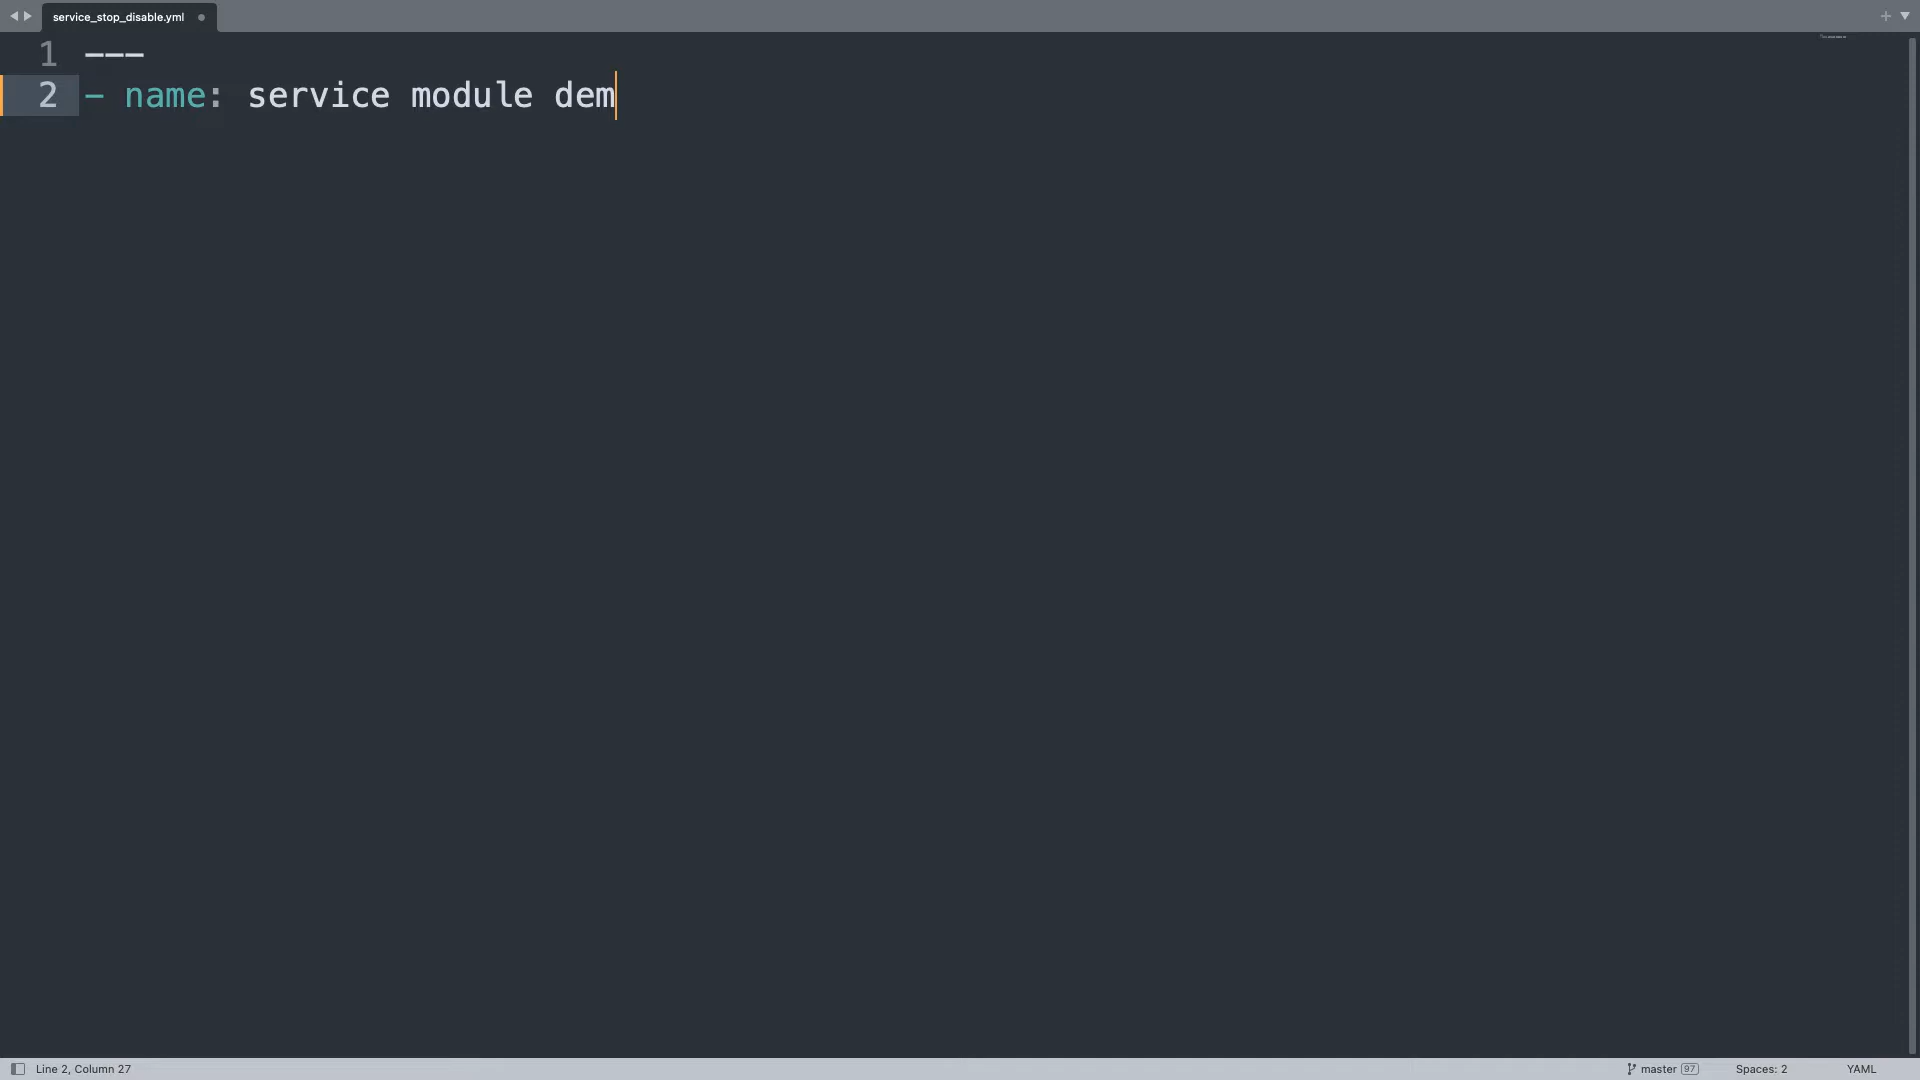 service_stop_disable.yml
1 ---
2 - name: service module dem
Line 2, Column 27
master 97
Spaces: 2
YAML